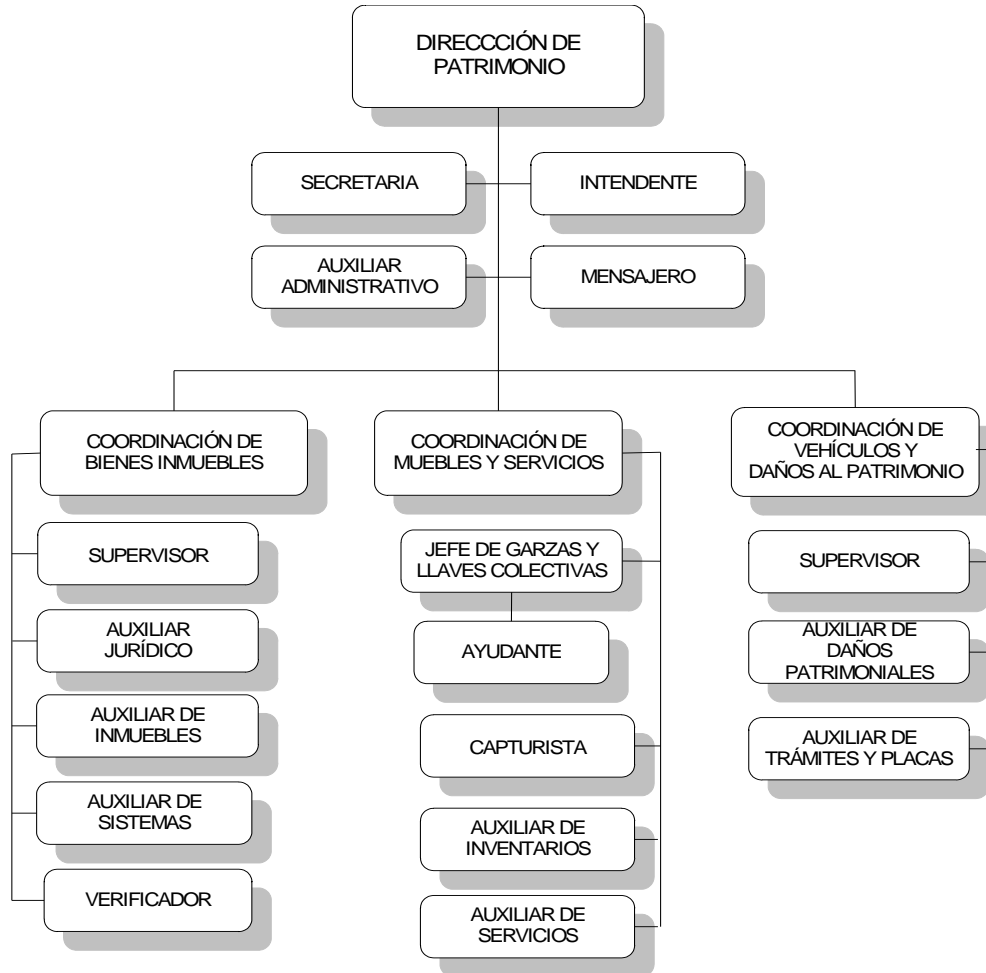 DIRECCCIÓN DE
PATRIMONIO
SECRETARIA
INTENDENTE
AUXILIAR
ADMINISTRATIVO
MENSAJERO
COORDINACIÓN DE
BIENES INMUEBLES
SUPERVISOR
AUXILIAR
JURÍDICO
AUXILIAR DE
INMUEBLES
AUXILIAR DE
SISTEMAS
VERIFICADOR
COORDINACIÓN DE
MUEBLES Y SERVICIOS
JEFE DE GARZAS Y
LLAVES COLECTIVAS
AYUDANTE
CAPTURISTA
AUXILIAR DE
INVENTARIOS
AUXILIAR DE
SERVICIOS
COORDINACIÓN DE
VEHÍCULOS Y
DAÑOS AL PATRIMONIO
SUPERVISOR
AUXILIAR DE
DAÑOS
PATRIMONIALES
AUXILIAR DE
TRÁMITES Y PLACAS